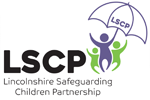 LSCP
LSCP
Lincolnshire Safeguarding
Children Partnership